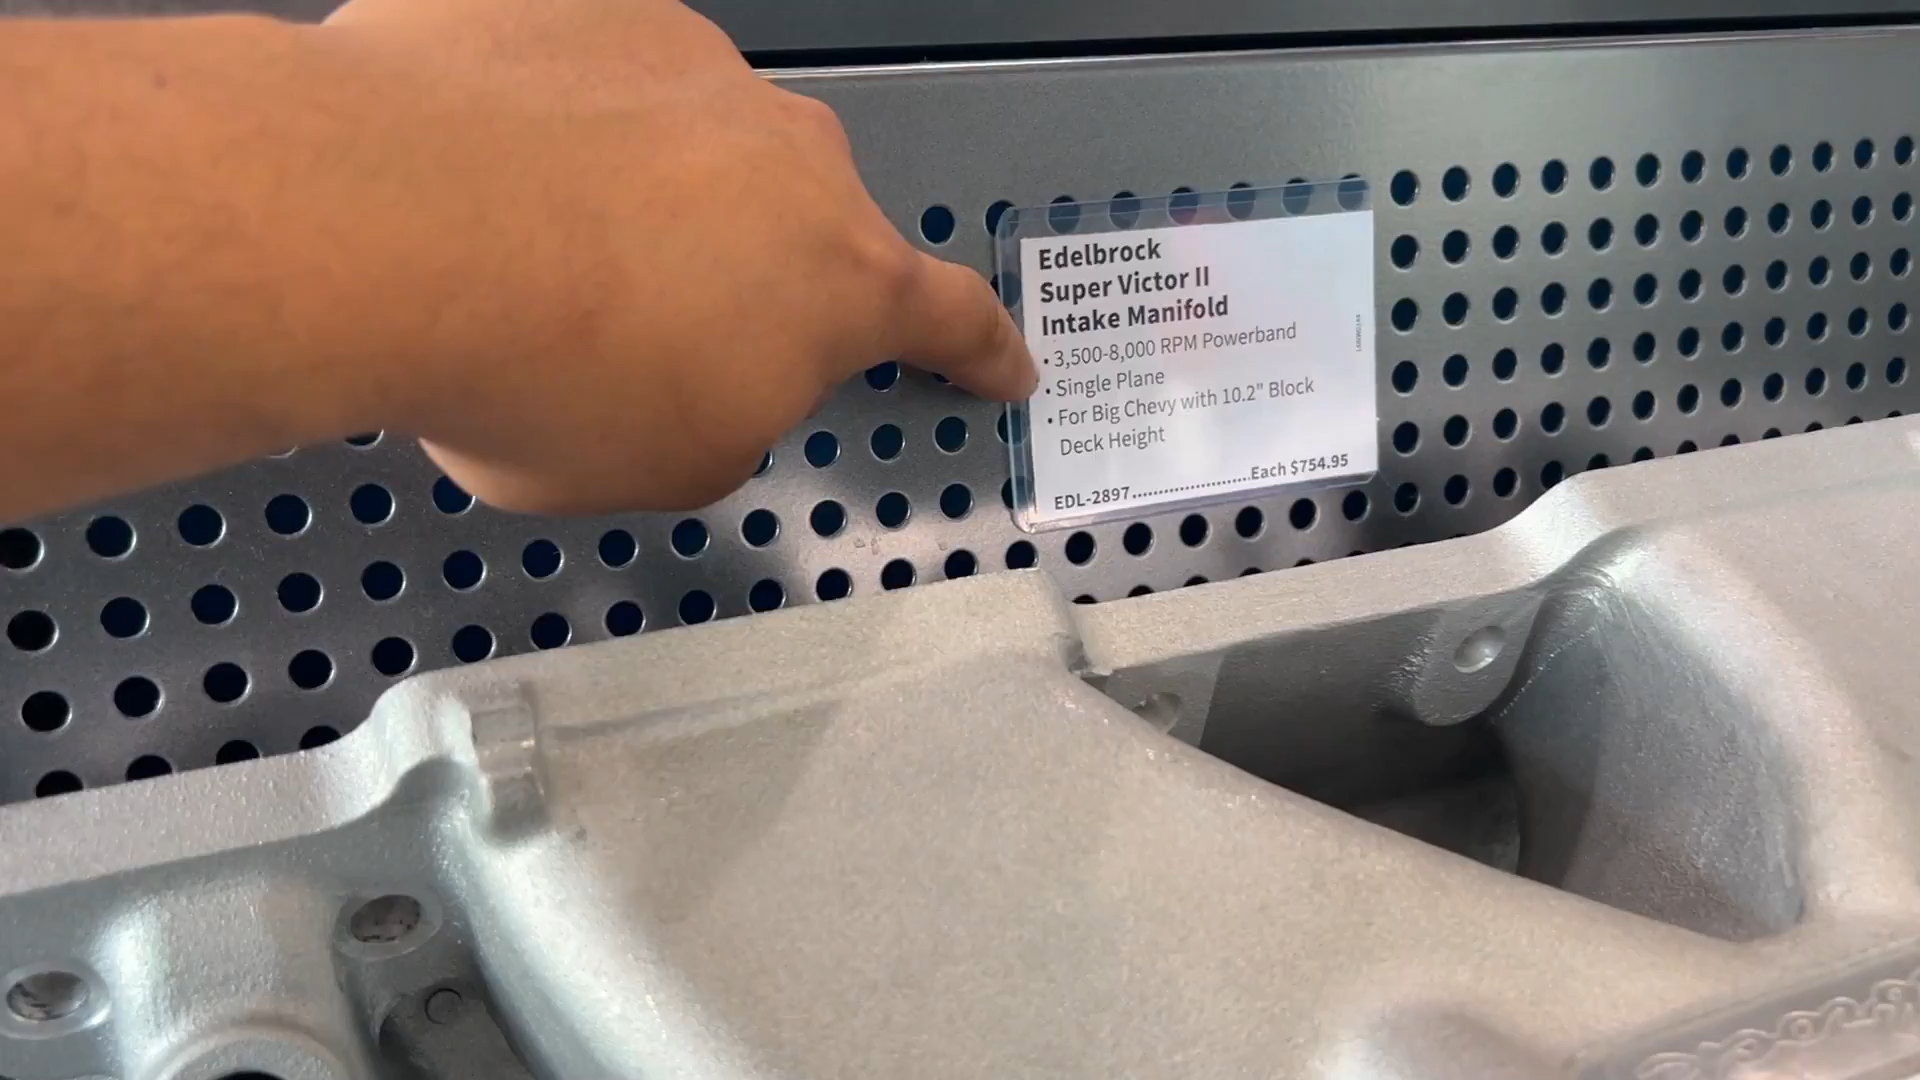 Edelbrock
Super Victor II
Intake Manifold
• 3,500-8,000 RPM Powerband
• Single Plane
• For Big Chevy with 10.2" Block
Deck Height
EDL-2897......................Each $754.95